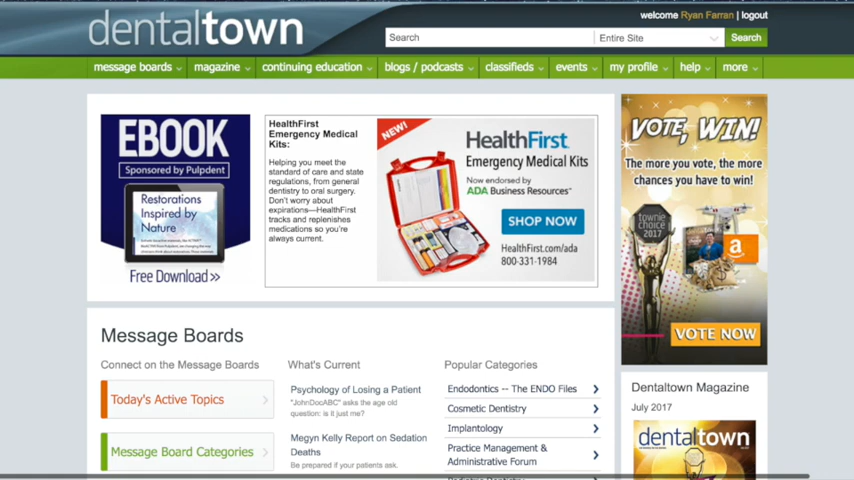 dentaltown
welcome Ryan Farran | logout
Search
Entire Site
Search
message boards
magazine
continuing education
blogs / podcasts
classifieds
events
my profile
help
more
EBOOK
Sponsored by Pulpdent
Restorations
Inspired by
Nature
Free Download >>
HealthFirst
Emergency Medical
Kits:
Helping you meet the
standard of care and state
regulations, from general
dentistry to oral surgery.
Don't worry about
expirations—HealthFirst
tracks and replenishes
medications so you're
always current.
NEW!
HealthFirst
Emergency Medical Kits
Now endorsed by
ADA Business Resources™
SHOP NOW
HealthFirst.com/ada
800-331-1984
VOTE, WIN!
The more you vote, the more
chances you have to win!
townie
choice
2017
a
VOTE NOW
Message Boards
Connect on the Message Boards
Today's Active Topics
Message Board Categories
What's Current
Psychology of Losing a Patient
"JohnDocABC" asks the age old
question: is it just me?
Megyn Kelly Report on Sedation
Deaths
Be prepared if your patients ask.
Popular Categories
Endodontics -- The ENDO Files
Cosmetic Dentistry
Implantology
Practice Management &
Administrative Forum
Dentaltown Magazine
July 2017
dentaltown